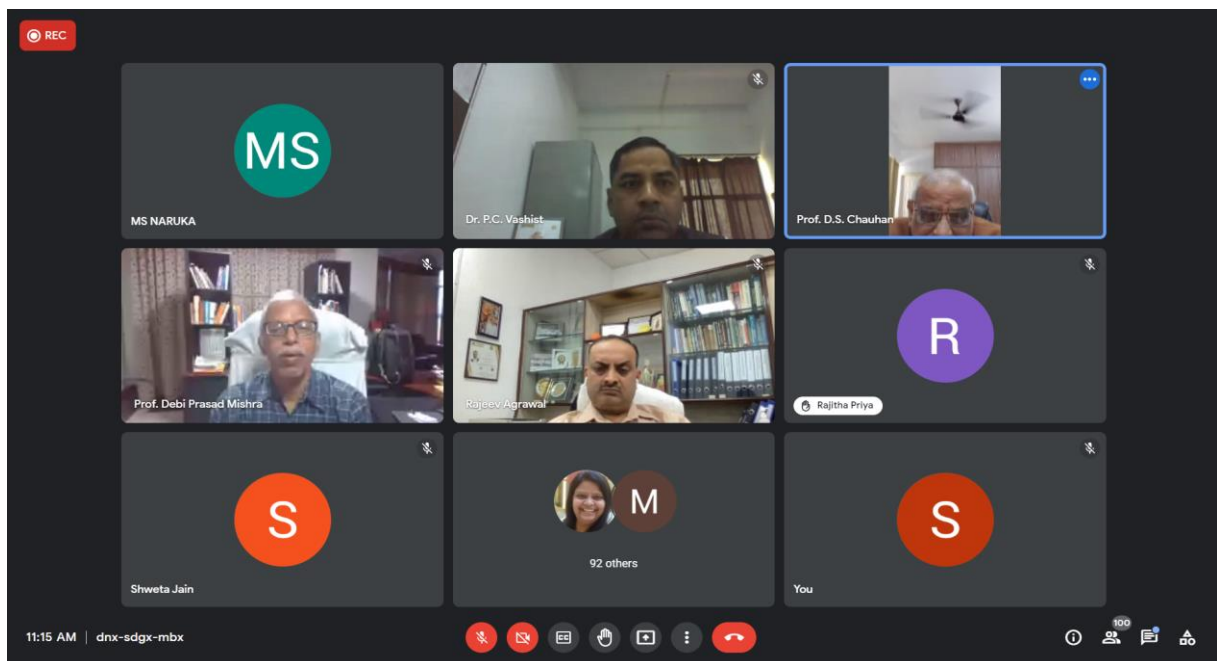 REC
MS
MS NARUKA
Dr. P.C. Vashist
Prof. D.S. Chauhan
Prof. Debi Prasad Mishra
Rajeev Agrawal
R
Rajitha Priya
S
Shweta Jain
M
92 others
S
You
11:15 AM | dnx-sdgx-mbx
CC
100